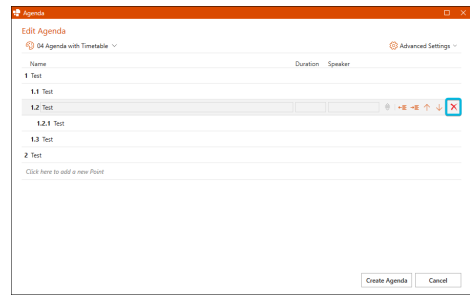 Agenda
Edit Agenda
04 Agenda with Timetable
Advanced Settings
Name Duration Speaker
1 Test
1.1 Test
1.2 Test
1.2.1 Test
1.3 Test
2 Test
Click here to add a new Point
Create Agenda Cancel